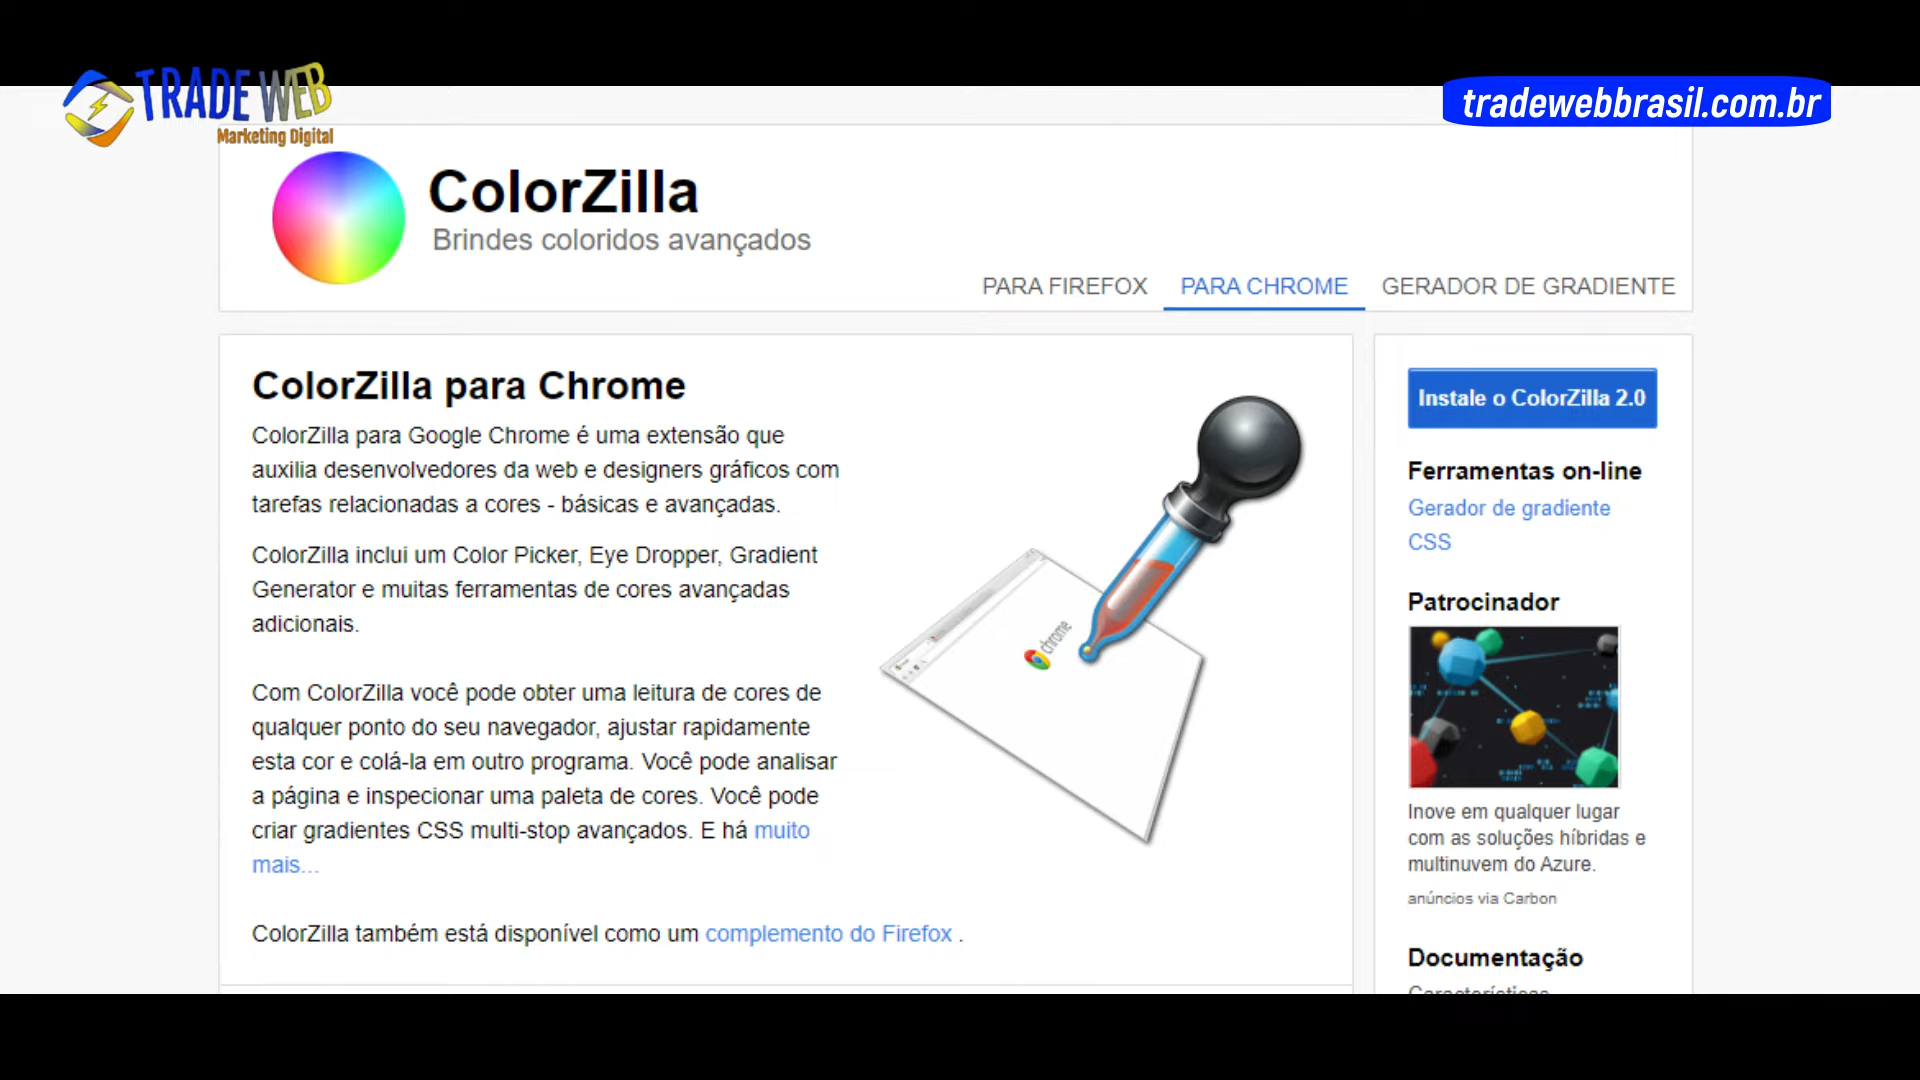 TRADE WEB
Marketing Digital
tradewebbrasil.com.br
ColorZilla
Brindes coloridos avançados
PARA FIREFOX
PARA CHROME
GERADOR DE GRADIENTE
ColorZilla para Chrome
ColorZilla para Google Chrome é uma extensão que
auxilia desenvolvedores da web e designers gráficos com
tarefas relacionadas a cores - básicas e avançadas.
ColorZilla inclui um Color Picker, Eye Dropper, Gradient
Generator e muitas ferramentas de cores avançadas
adicionais.
Com ColorZilla você pode obter uma leitura de cores de
qualquer ponto do seu navegador, ajustar rapidamente
esta cor e colá-la em outro programa. Você pode analisar
a página e inspecionar uma paleta de cores. Você pode
criar gradientes CSS multi-stop avançados. E há muito
mais...
ColorZilla também está disponível como um complemento do Firefox .
chrome
Instale o ColorZilla 2.0
Ferramentas on-line
Gerador de gradiente
CSS
Patrocinador
Inove em qualquer lugar
com as soluções híbridas e
multinuvem do Azure.
anúncios via Carbon
Documentação
Características